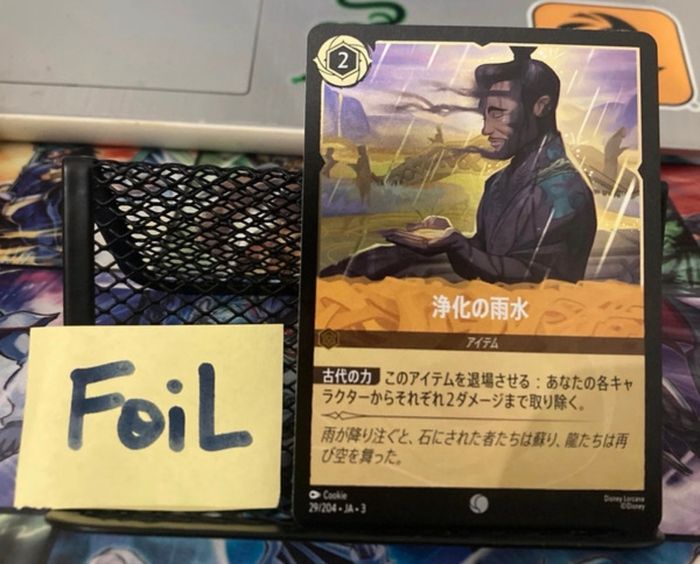 2
浄化の雨水
アイテム
古代の力 このアイテムを退場させる：あなたの各キャ
ラクターからそれぞれ2ダメージまで取り除く。
雨が降り注ぐと、石にされた者たちは蘇り、龍たちは再
び空を舞った。
Cookie
29/204 • JA • 3
Disney Lorcana
©Disney
FoiL